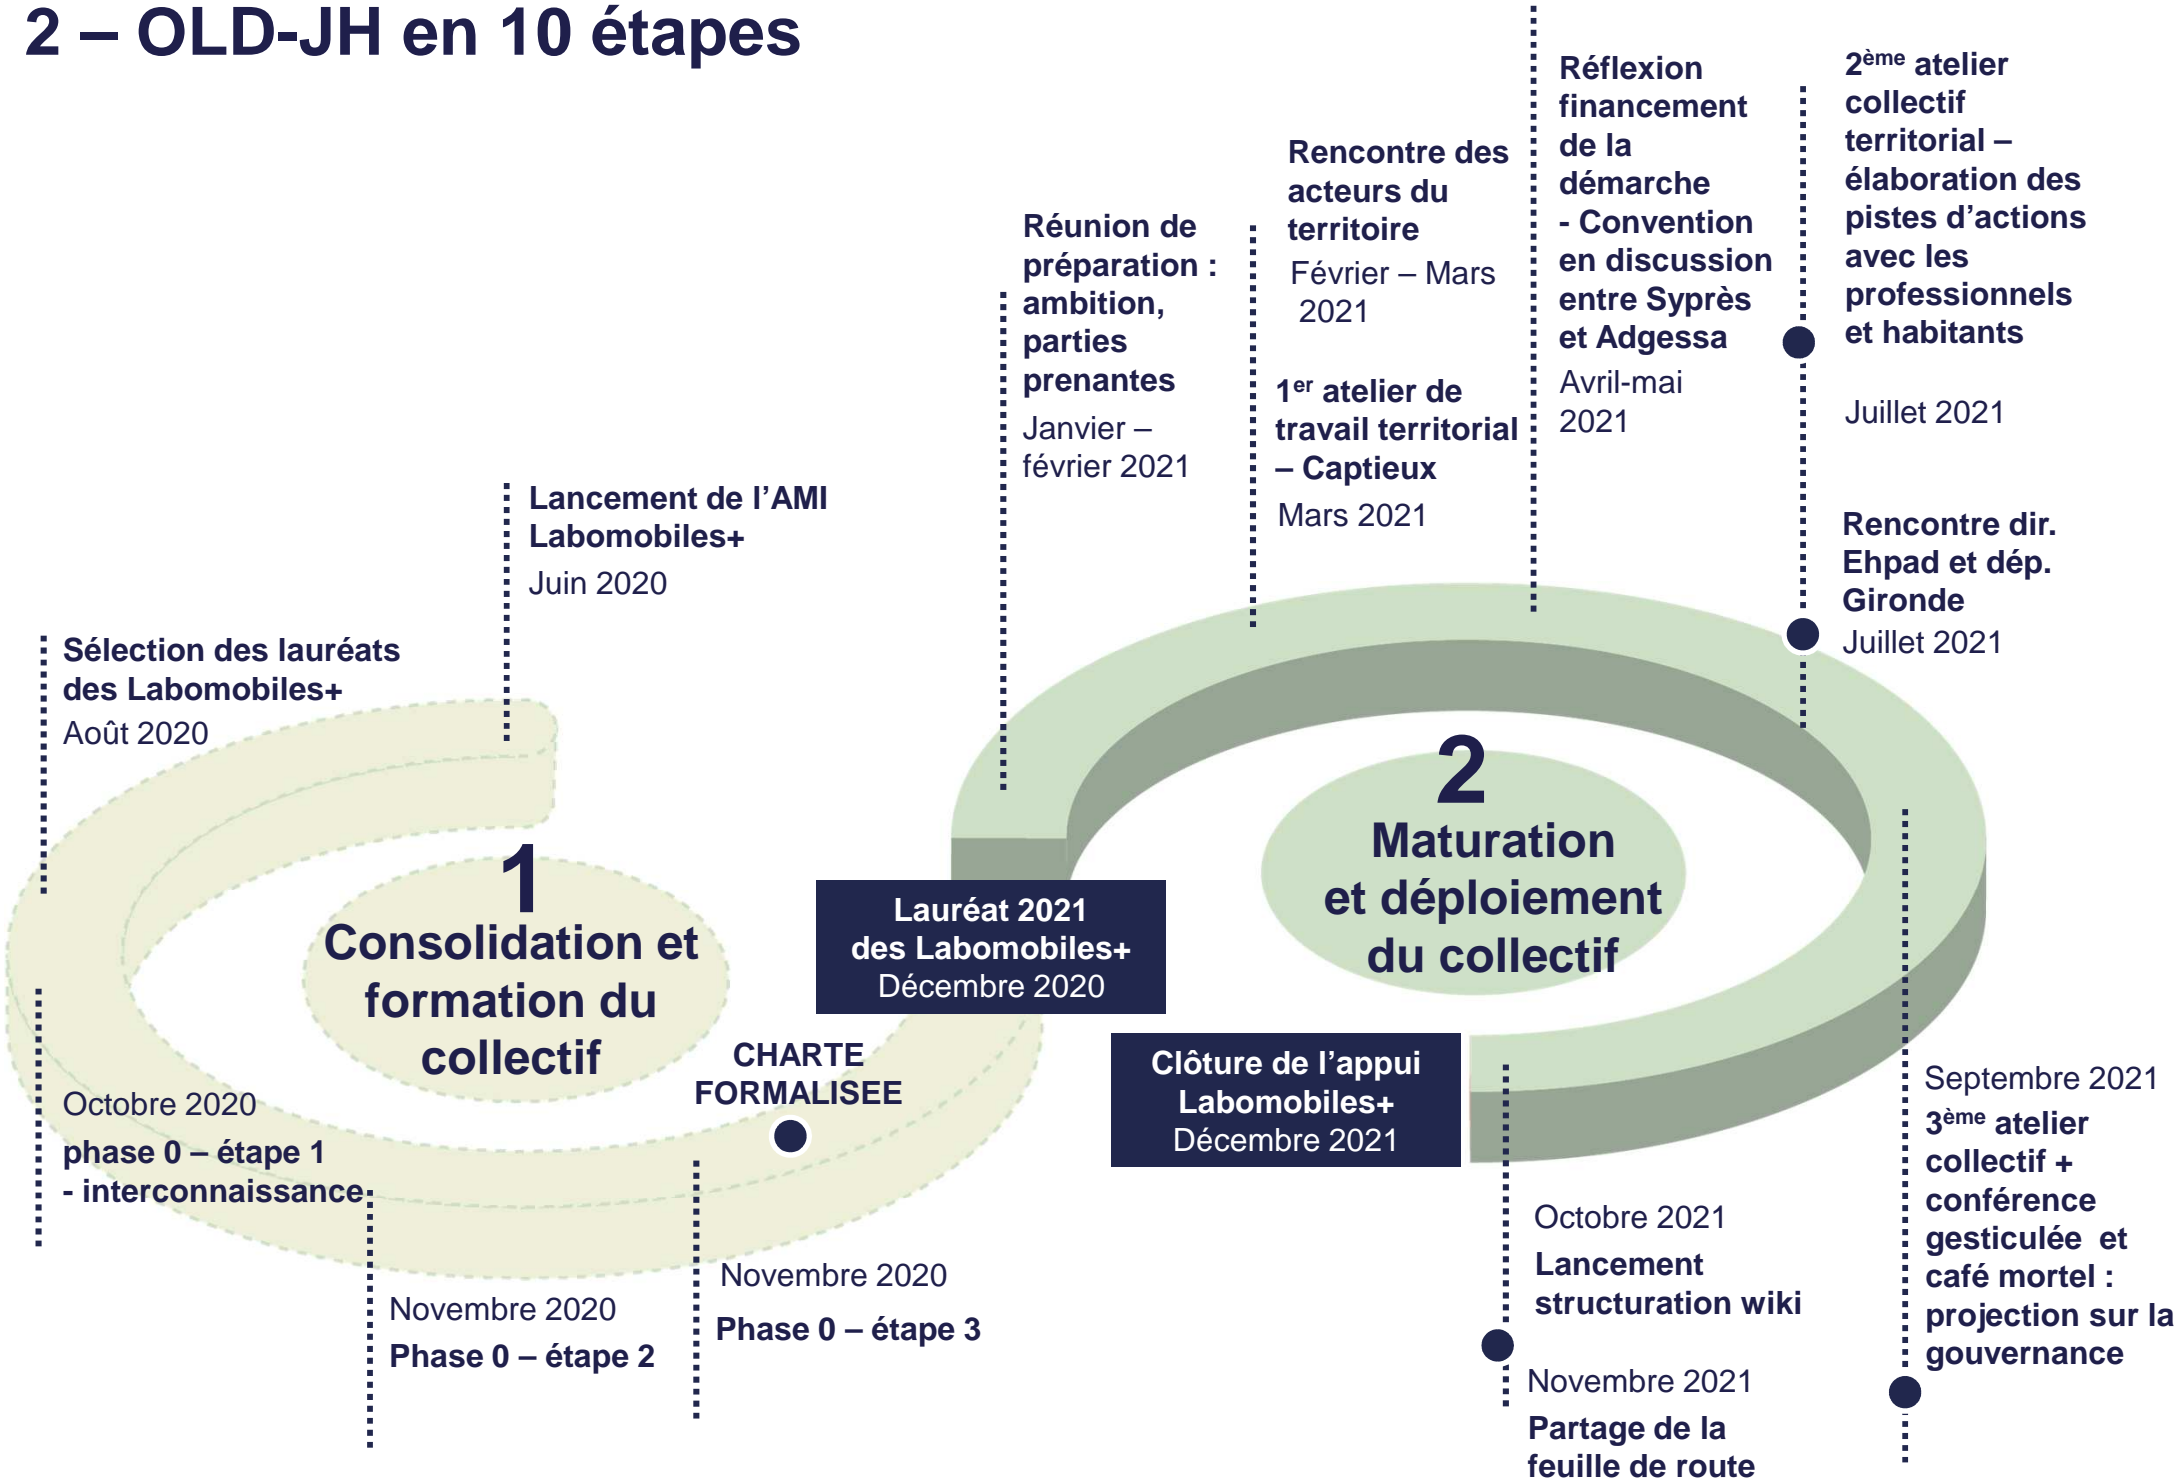 2 – OLD-JH en 10 étapes
Lancement de l’AMI
Labomobiles+
Juin 2020
Sélection des lauréats
des Labomobiles+
Août 2020
1
Consolidation et
formation du
collectif
Octobre 2020
phase 0 – étape 1
- interconnaissance
Novembre 2020
Phase 0 – étape 2
Novembre 2020
Phase 0 – étape 3
CHARTE
FORMALISEE
Lauréat 2021
des Labomobiles+
Décembre 2020
Réunion de
préparation :
ambition,
parties
prenantes
Janvier –
février 2021
Rencontre des
acteurs du
territoire
Février – Mars
2021
1er atelier de
travail territorial
– Captieux
Mars 2021
Réflexion
financement
de la
démarche
- Convention
en discussion
entre Syprès
et Adgessa
Avril-mai
2021
2ème atelier
collectif
territorial –
élaboration des
pistes d’actions
avec les
professionnels
et habitants
Juillet 2021
Rencontre dir.
Ehpad et dép.
Gironde
Juillet 2021
2
Maturation
et déploiement
du collectif
Septembre 2021
3ème atelier
collectif +
conférence
gesticulée et
café mortel :
projection sur la
gouvernance
Octobre 2021
Lancement
structuration wiki
Novembre 2021
Partage de la
feuille de route
Clôture de l’appui
Labomobiles+
Décembre 2021